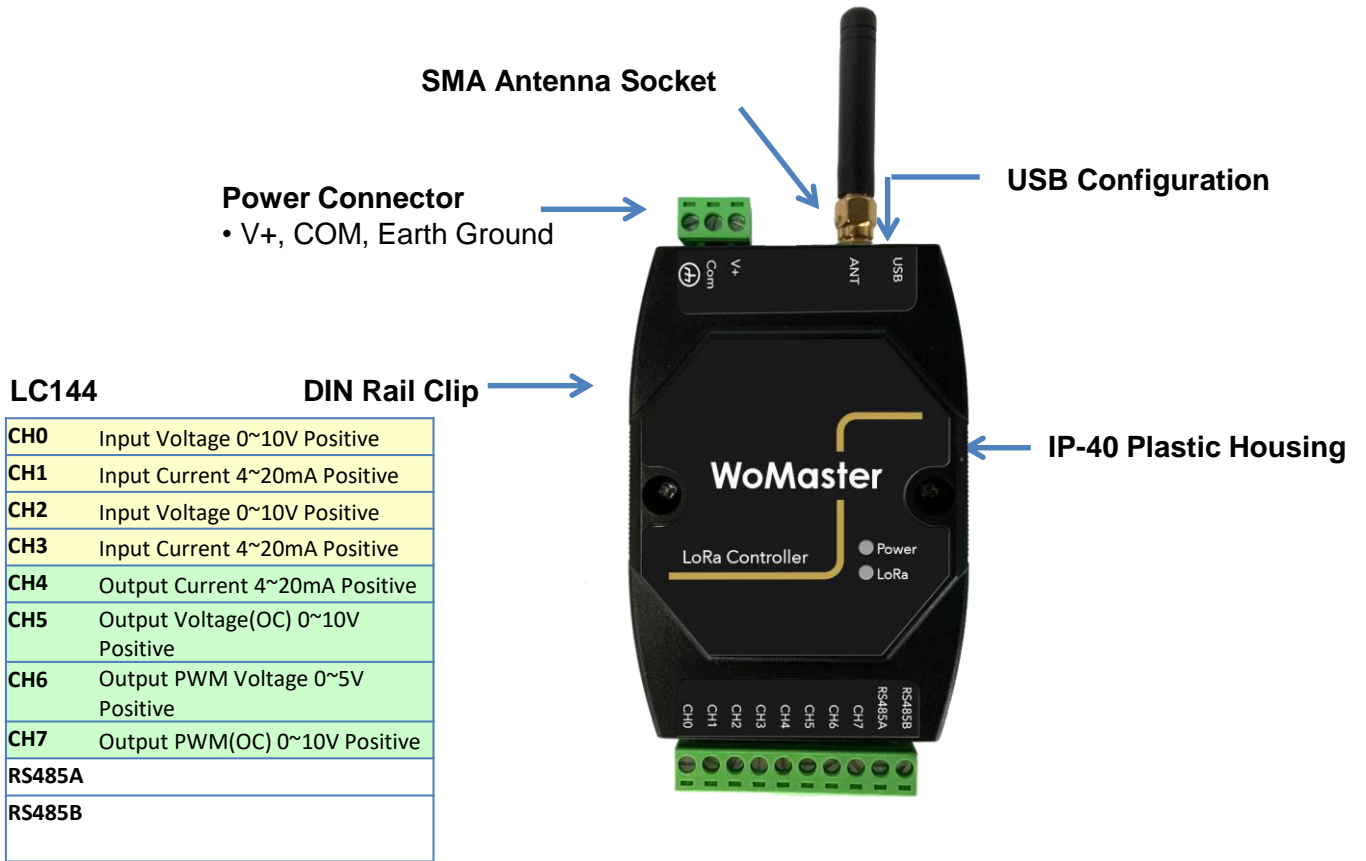 SMA Antenna Socket
USB Configuration
Power Connector
• V+, COM, Earth Ground
Com
V+
ANT
USB
LC144
DIN Rail Clip
IP-40 Plastic Housing
CH0 Input Voltage 0~10V Positive
CH1 Input Current 4~20mA Positive
CH2 Input Voltage 0~10V Positive
CH3 Input Current 4~20mA Positive
CH4 Output Current 4~20mA Positive
CH5 Output Voltage(OC) 0~10V
Positive
CH6 Output PWM Voltage 0~5V
Positive
CH7 Output PWM(OC) 0~10V Positive
RS485A
RS485B
WoMaster
LoRa Controller
Power
LoRa
CH0
CH1
CH2
CH3
CH4
CH5
CH6
CH7
RS485A
RS485B